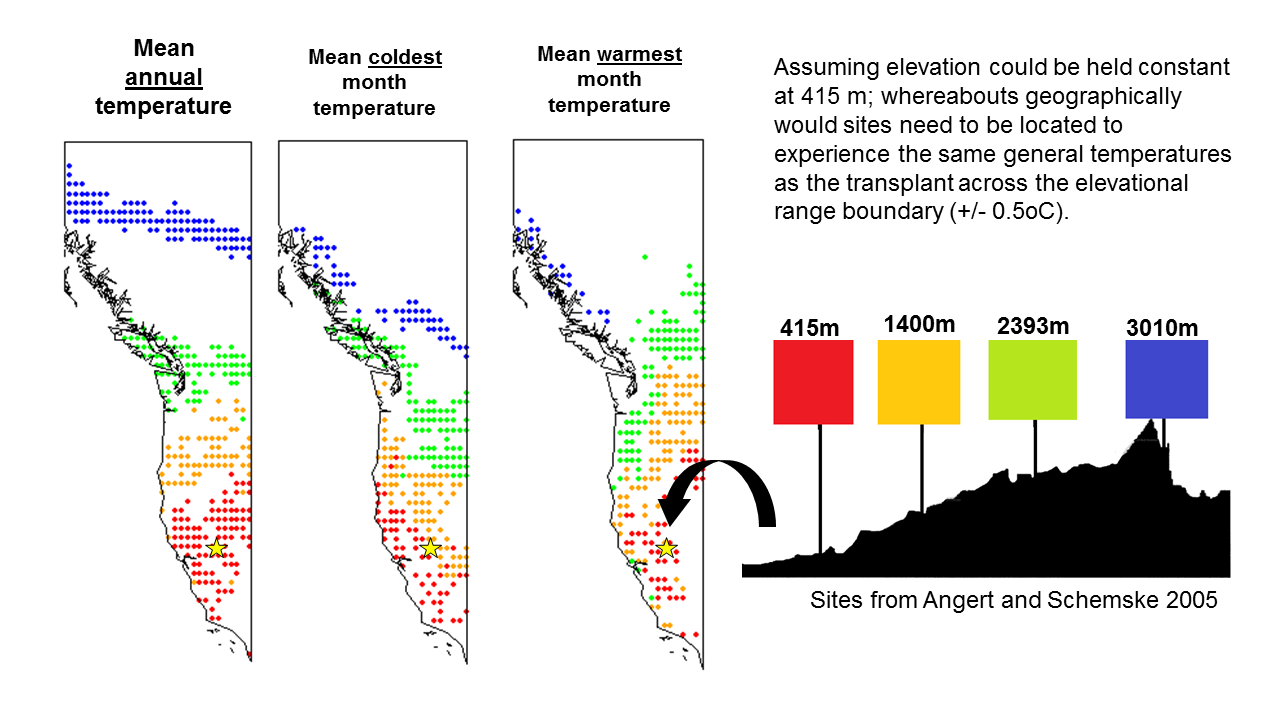 Mean
annual
temperature
Mean coldest
month
temperature
Mean warmest
month
temperature
Assuming elevation could be held constant
at 415 m; whereabouts geographically
would sites need to be located to
experience the same general temperatures
as the transplant across the elevational
range boundary (+/- 0.5oC).
415m
1400m
2393m
3010m
Sites from Angert and Schemske 2005